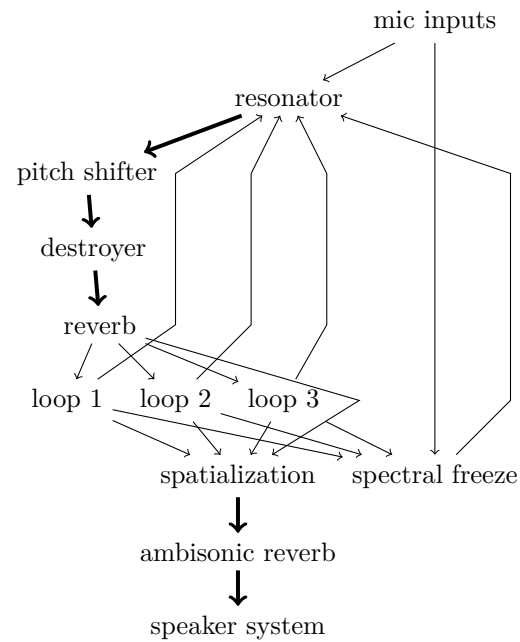 mic inputs
resonator
pitch shifter
destroyer
reverb
loop 1 loop 2 loop 3
spatialization spectral freeze
ambisonic reverb
speaker system